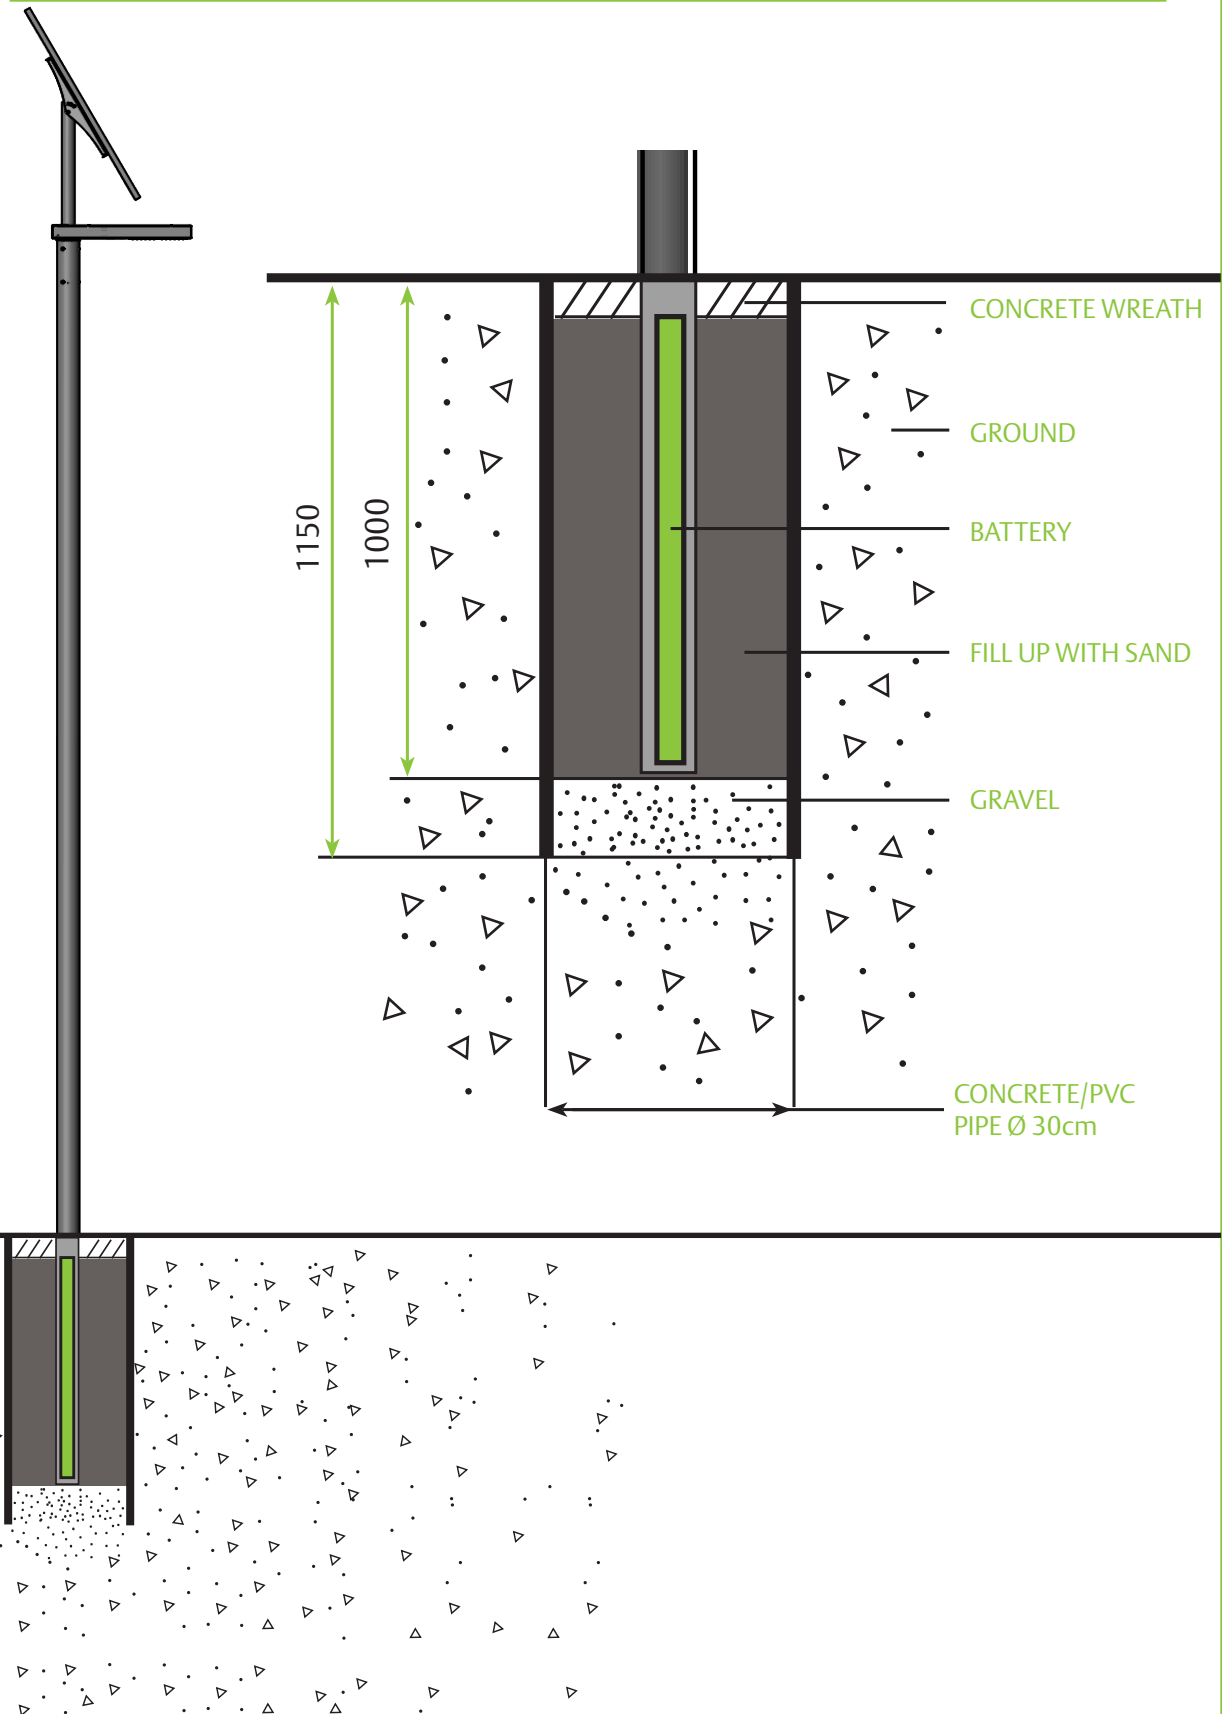 CONCRETE WREATH
GROUND
1150
1000
BATTERY
FILL UP WITH SAND
GRAVEL
CONCRETE/PVC
PIPE Ø 30cm